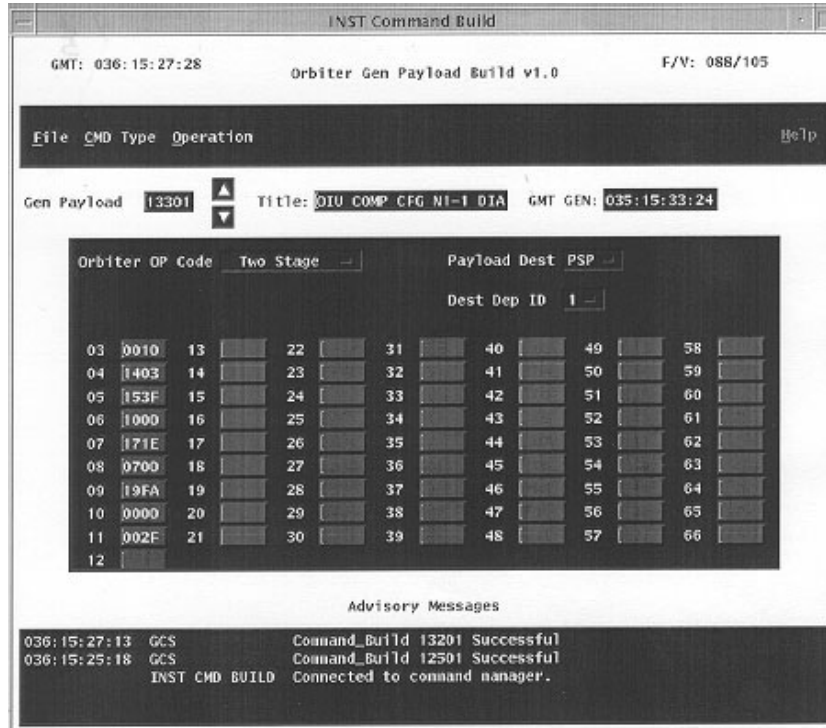 INST Command Build
GMT: 036:15:27:28 Orbiter Gen Payload Build v1.0 F/V: 088/105
File CMD Type Operation Help
Gen Payload 13301 Title: OIU COMP CFG N1-1 DIA GMT GEN: 035:15:33:24
Orbiter OP Code Two Stage Payload Dest PSP
Dest Dep ID 1
03 0010 13 22 31 40 49 58
04 1403 14 23 32 41 50 59
05 153F 15 24 33 42 51 60
06 1000 16 25 34 43 52 61
07 171E 17 26 35 44 53 62
08 0700 18 27 36 45 54 63
09 19FA 19 28 37 46 55 64
10 0000 20 29 38 47 56 65
11 002F 21 30 39 48 57 66
12
Advisory Messages
036:15:27:13 GCS Command_Build 13201 Successful
036:15:25:18 GCS Command_Build 12501 Successful
INST CMD BUILD Connected to command manager.